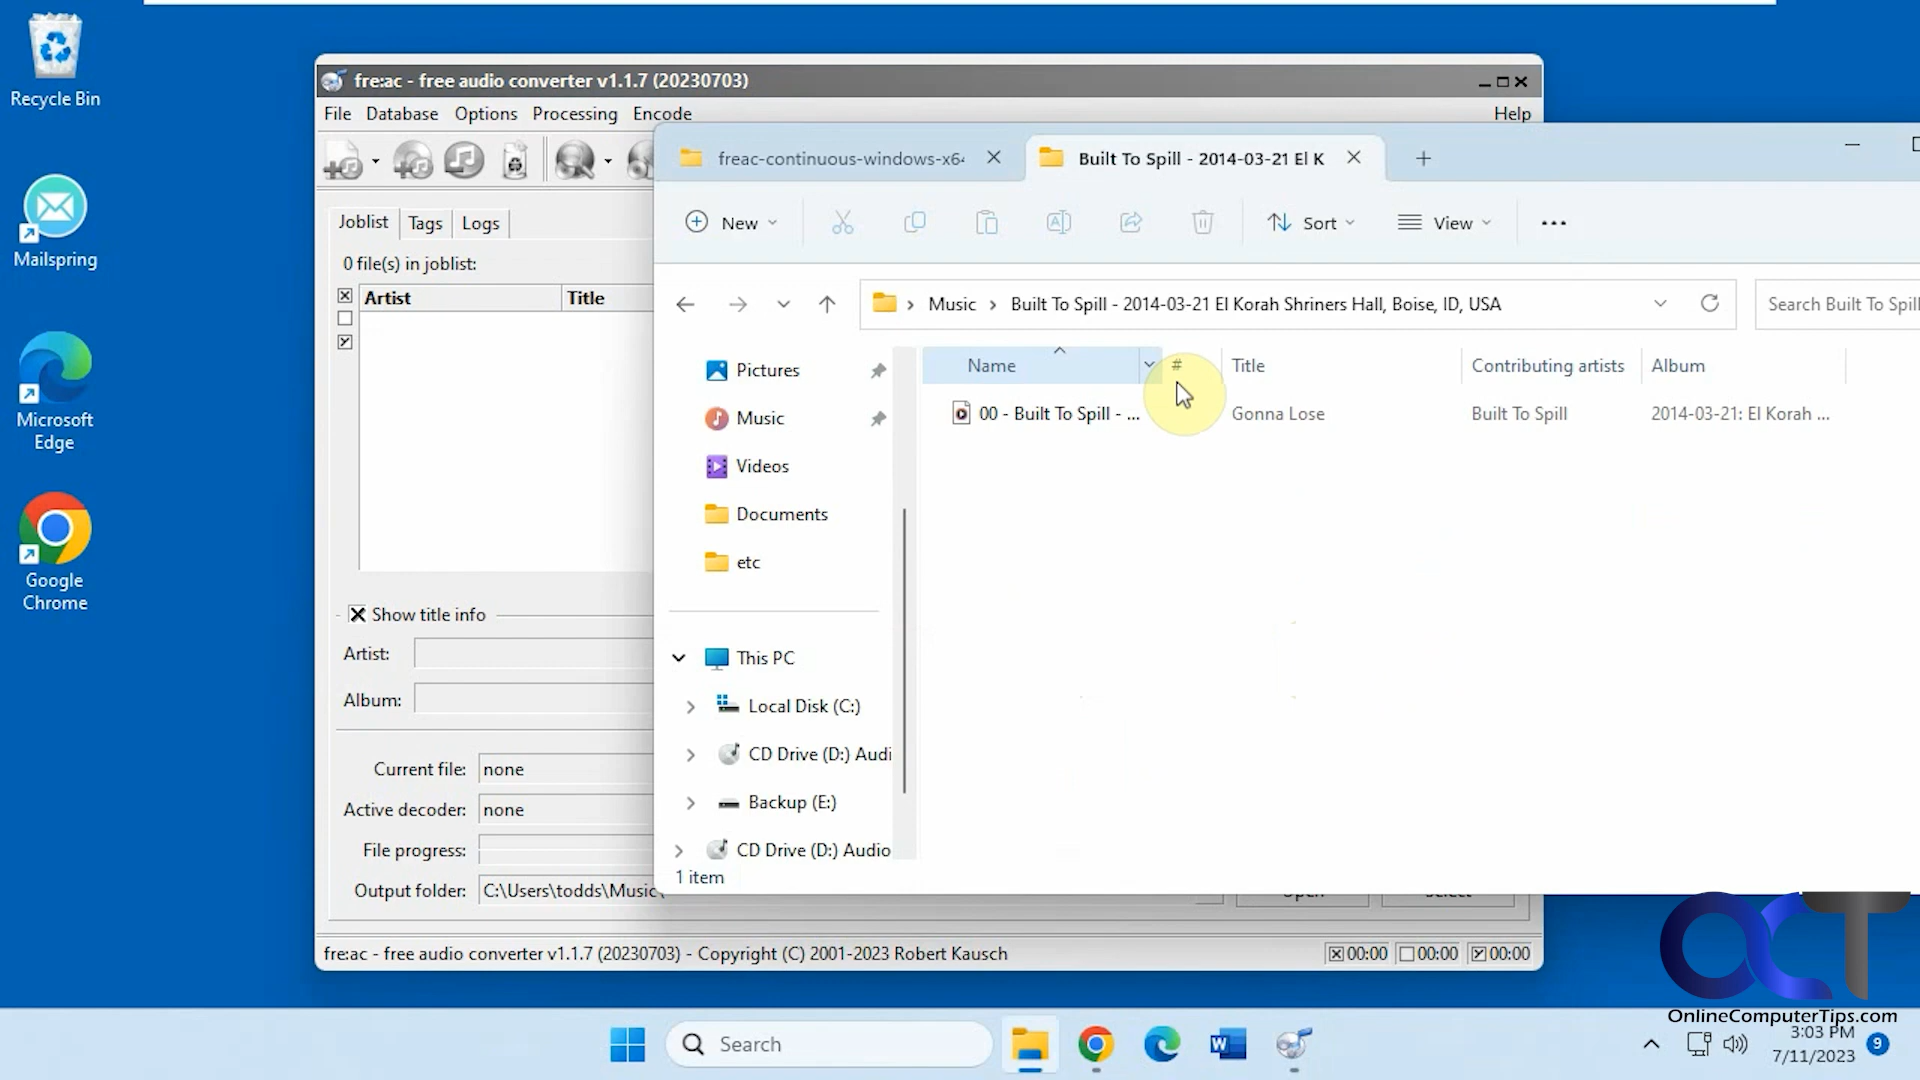 Recycle Bin
Mailspring
Microsoft
Edge
Google
Chrome
fre:ac - free audio converter v1.1.7 (20230703)
File Database Options Processing Encode Help
Joblist Tags Logs
0 file(s) in joblist:
Artist Title
Show title info
Artist:
Album:
Current file: none
Active decoder: none
File progress:
Output folder: C:\Users\todds\Music\
Open Select
fre:ac - free audio converter v1.1.7 (20230703) - Copyright (C) 2001-2023 Robert Kausch
00:00 00:00 00:00
freac-continuous-windows-x64
Built To Spill - 2014-03-21 El K
New Sort View
Music > Built To Spill - 2014-03-21 El Korah Shriners Hall, Boise, ID, USA
Search Built To Spill
Pictures
Music
Videos
Documents
etc
This PC
Local Disk (C:)
CD Drive (D:) Audi
Backup (E:)
CD Drive (D:) Audio
Name # Title Contributing artists Album
00 - Built To Spill - ... Gonna Lose Built To Spill 2014-03-21: El Korah ...
1 item
OCT
OnlineComputerTips.com
Search
3:03 PM
7/11/2023
9